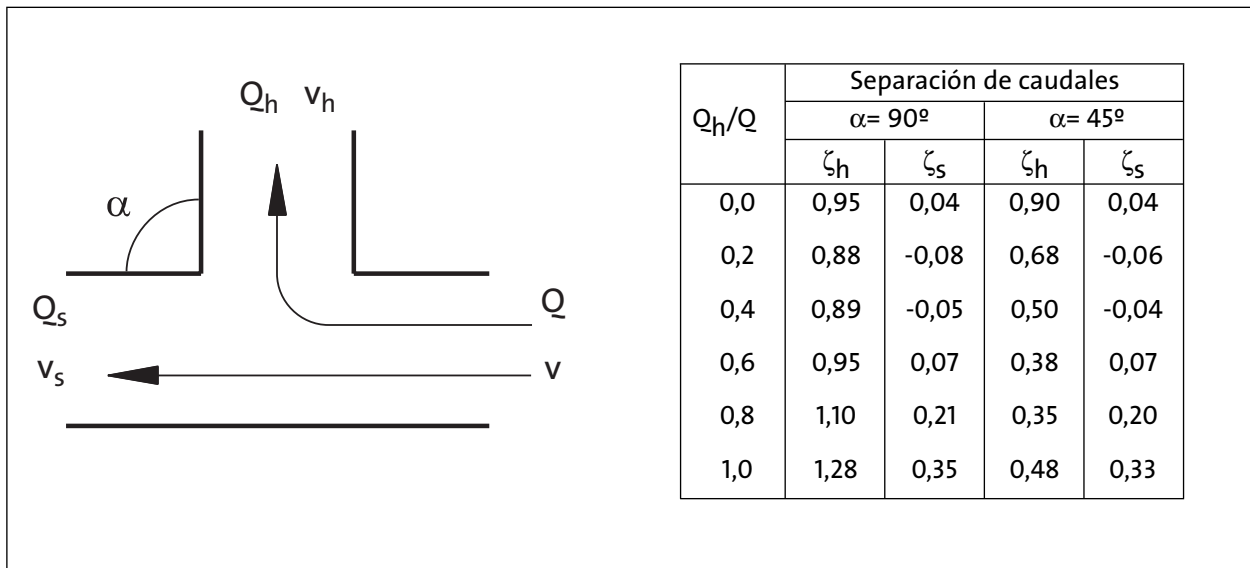 Qh vh
α
Qs
Q
vs
v
Separación de caudales
Qh/Q
α= 90º α= 45º
ζh ζs ζh ζs
0,0 0,95 0,04 0,90 0,04
0,2 0,88 -0,08 0,68 -0,06
0,4 0,89 -0,05 0,50 -0,04
0,6 0,95 0,07 0,38 0,07
0,8 1,10 0,21 0,35 0,20
1,0 1,28 0,35 0,48 0,33